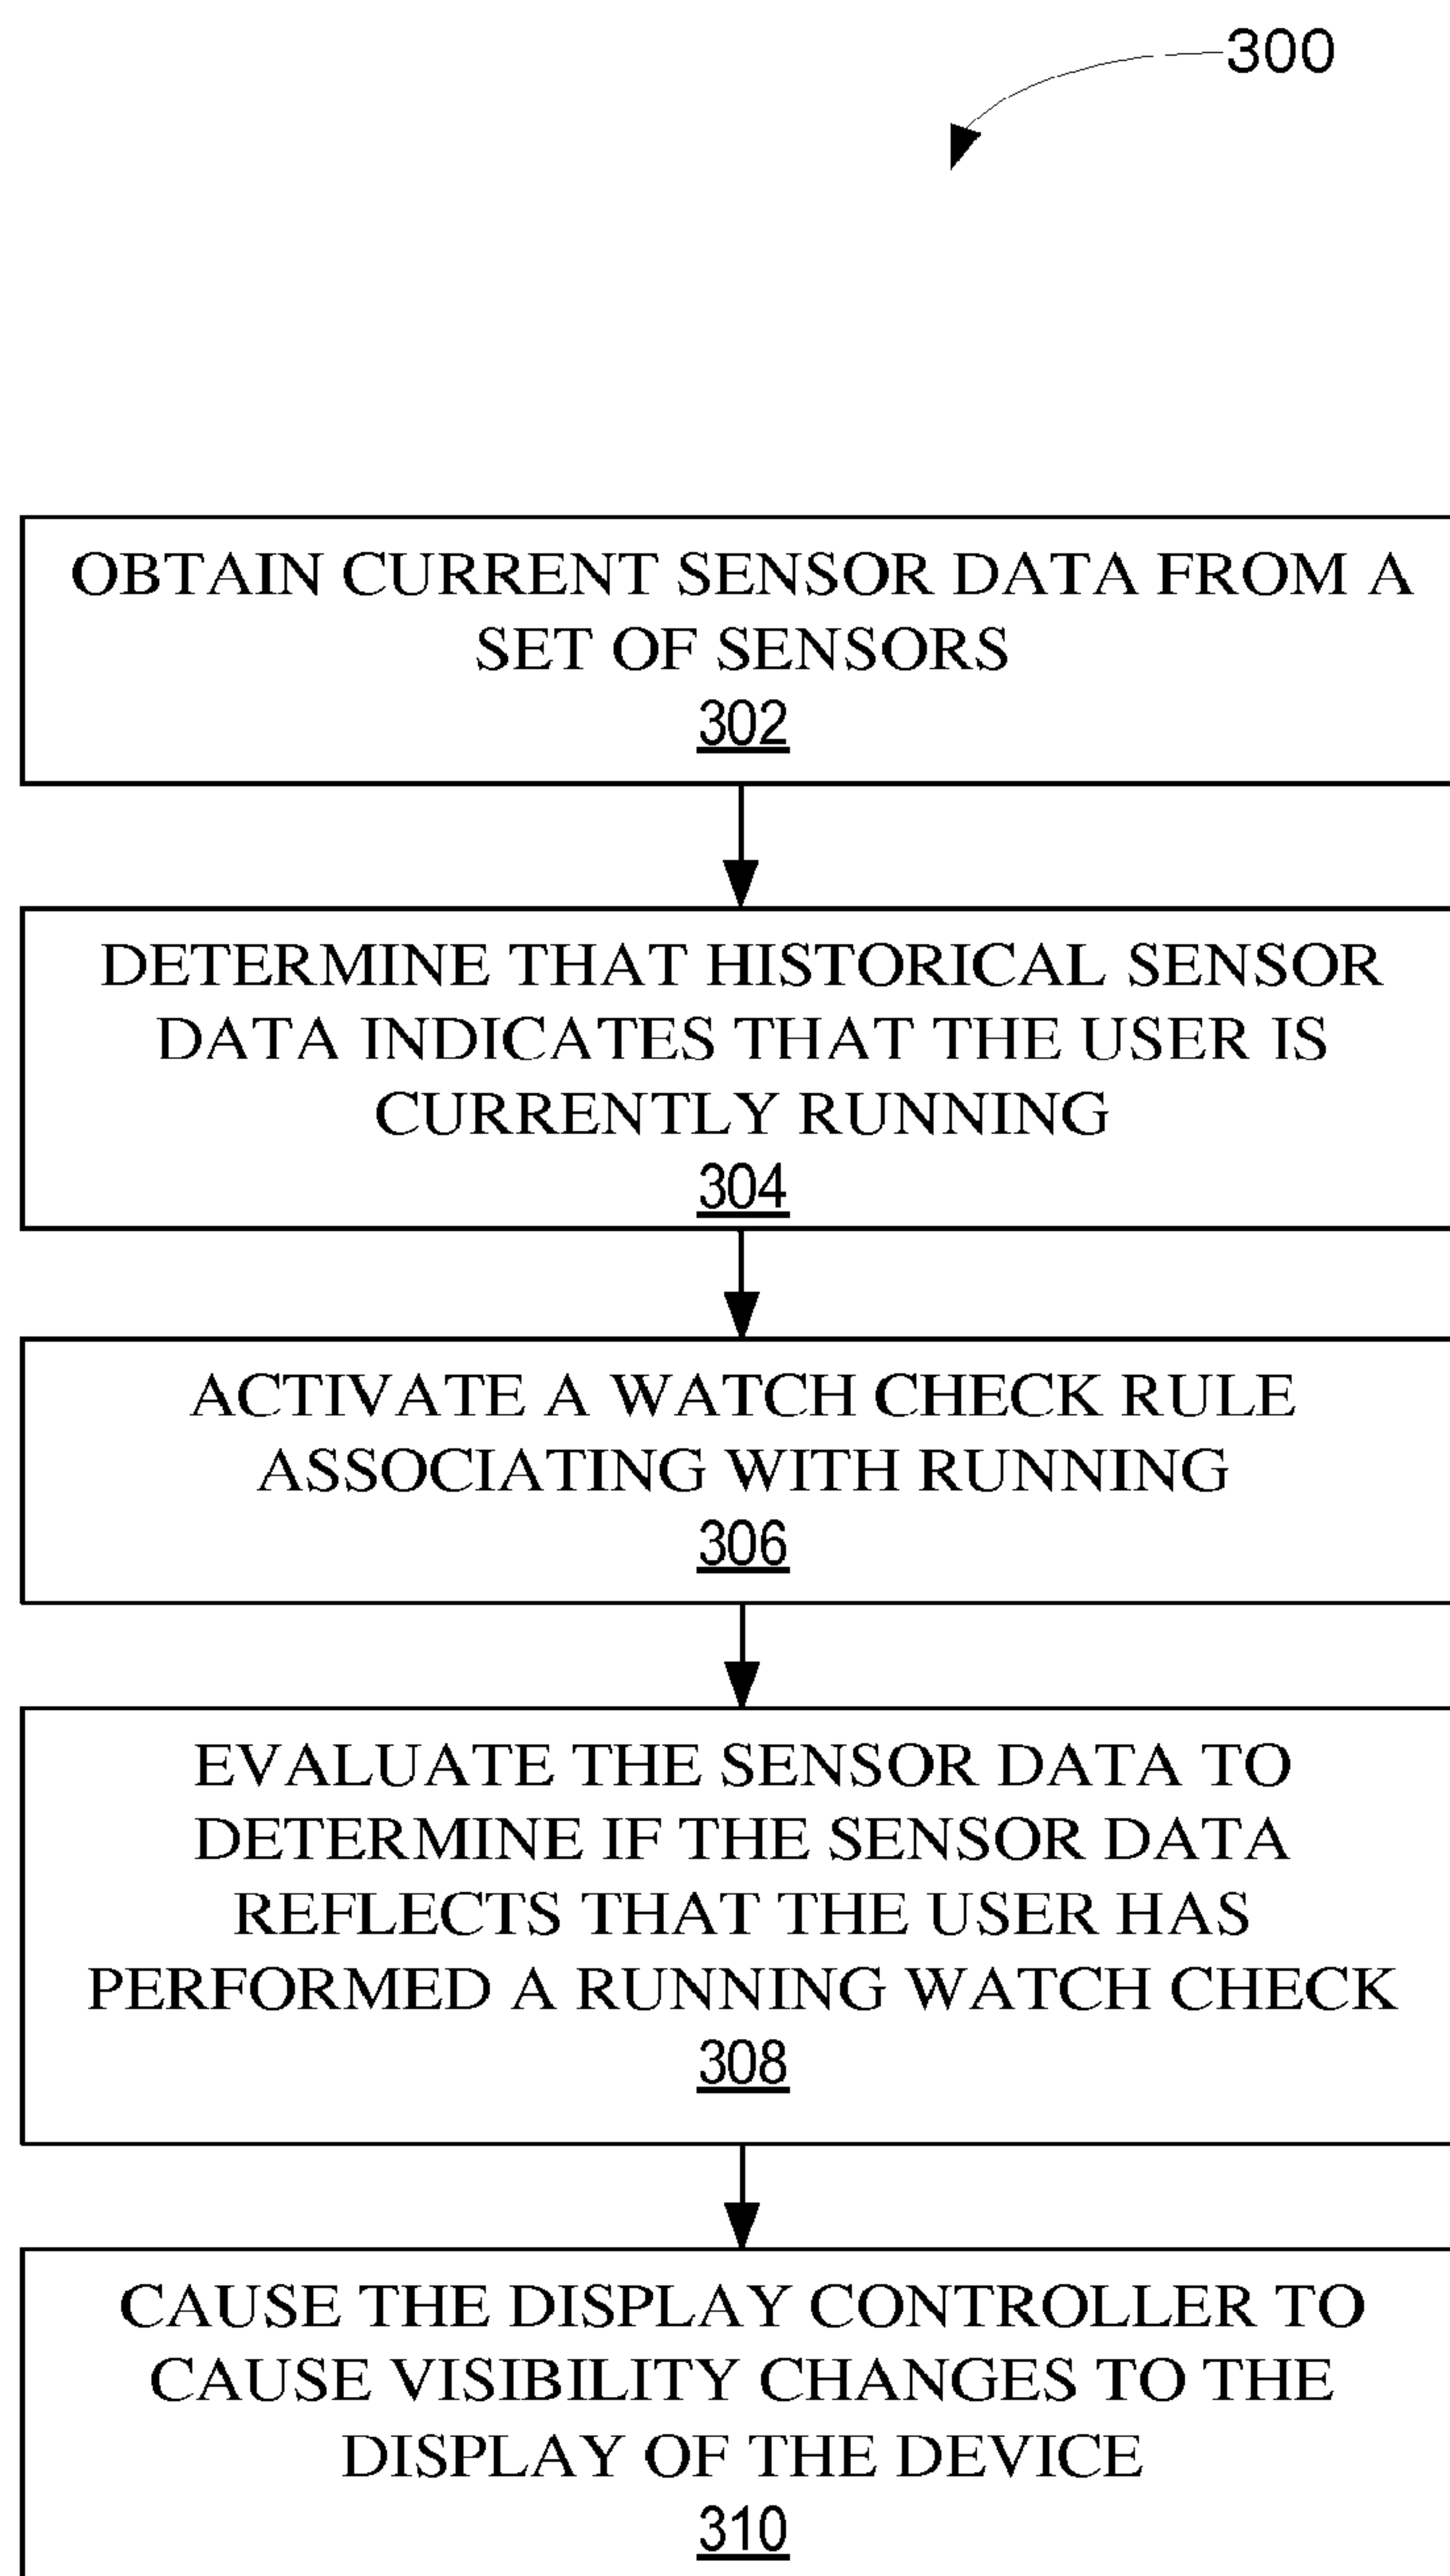 300
OBTAIN CURRENT SENSOR DATA FROM A
SET OF SENSORS
302
DETERMINE THAT HISTORICAL SENSOR
DATA INDICATES THAT THE USER IS
CURRENTLY RUNNING
304
ACTIVATE A WATCH CHECK RULE
ASSOCIATING WITH RUNNING
306
EVALUATE THE SENSOR DATA TO
DETERMINE IF THE SENSOR DATA
REFLECTS THAT THE USER HAS
PERFORMED A RUNNING WATCH CHECK
308
CAUSE THE DISPLAY CONTROLLER TO
CAUSE VISIBILITY CHANGES TO THE
DISPLAY OF THE DEVICE
310